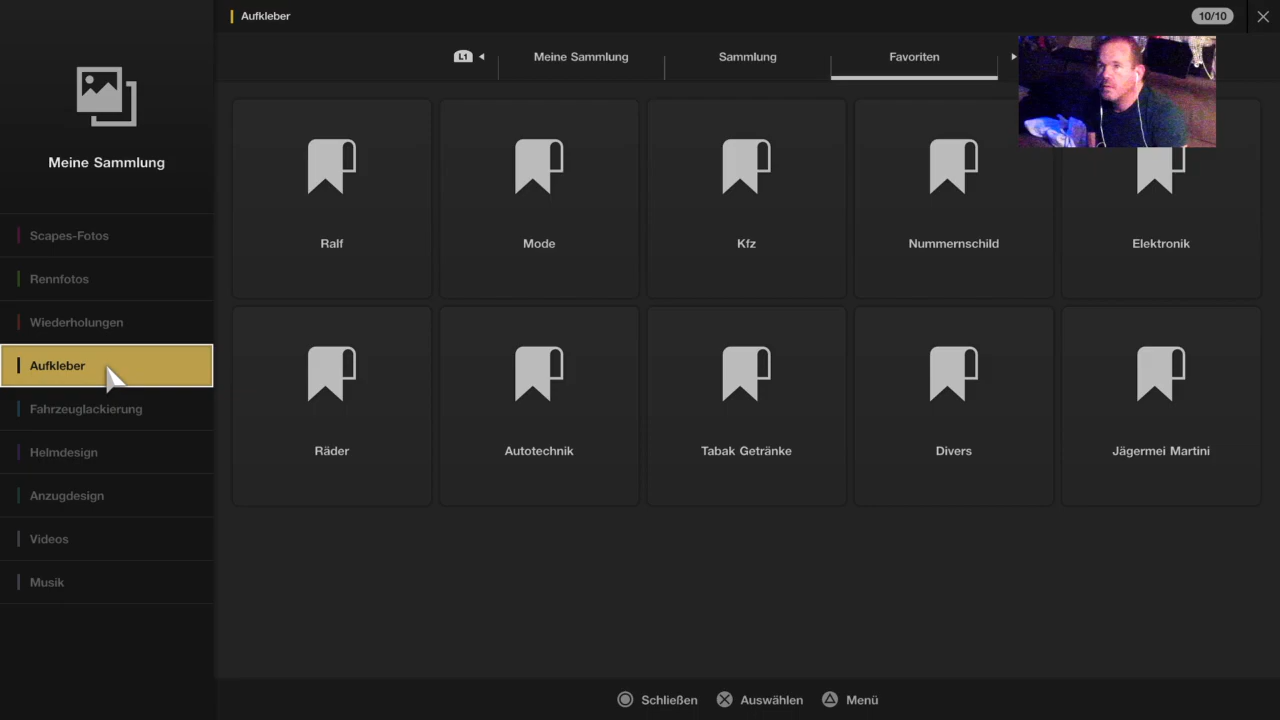 Aufkleber
10/10
L1
Meine Sammlung
Sammlung
Favoriten
Meine Sammlung
Scapes-Fotos
Rennfotos
Wiederholungen
Aufkleber
Fahrzeuglackierung
Helmdesign
Anzugdesign
Videos
Musik
Ralf
Mode
Kfz
Nummernschild
Elektronik
Räder
Autotechnik
Tabak Getränke
Divers
Jägermei Martini
Schließen
Auswählen
Menü